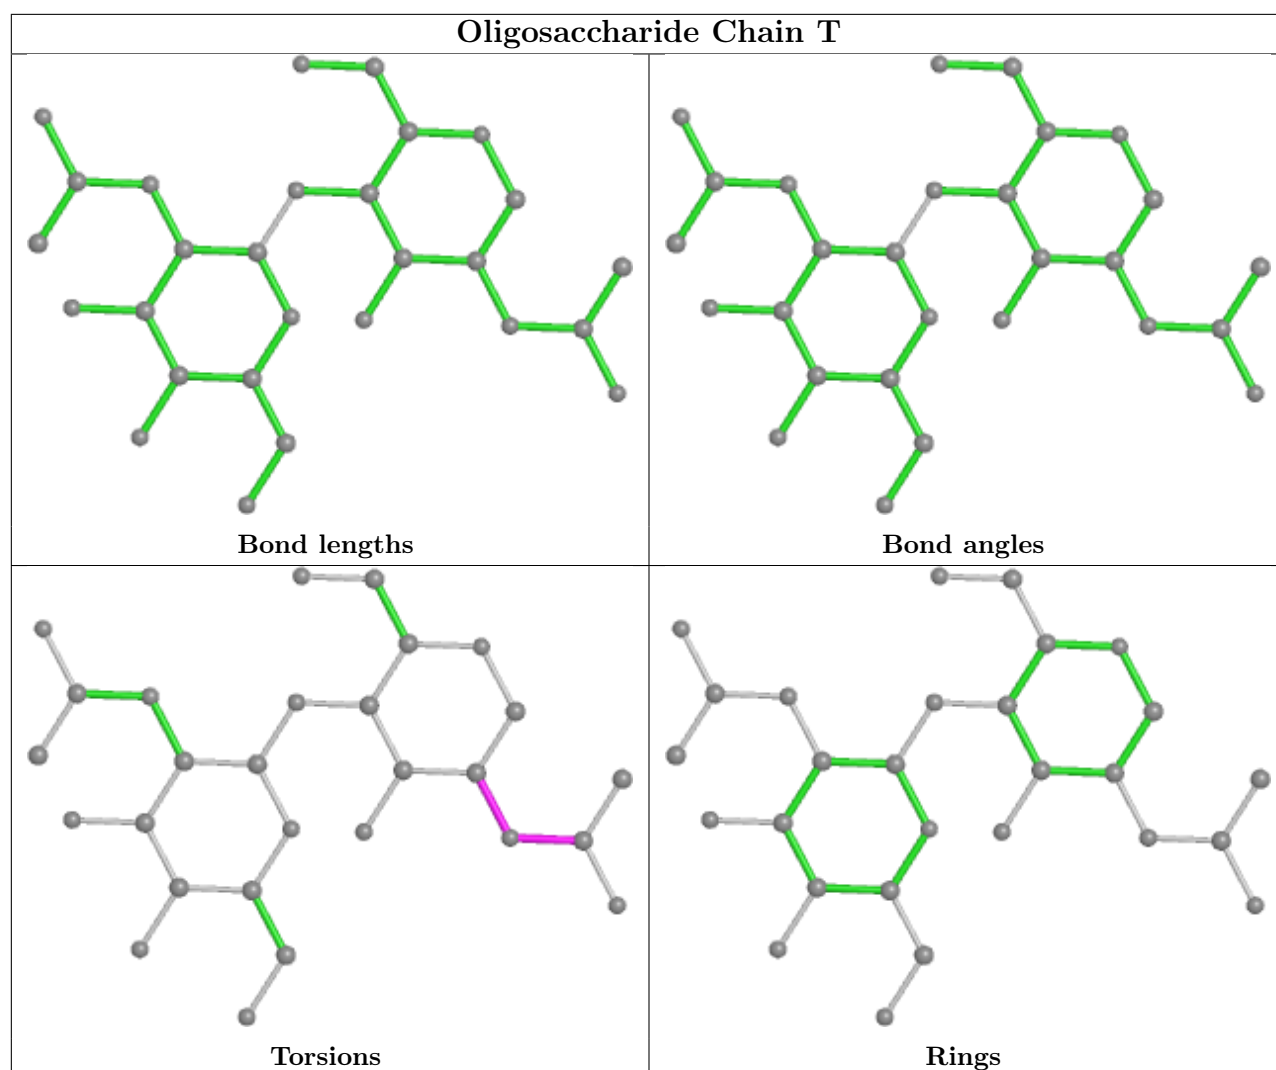 Oligosaccharide Chain T
Bond lengths
Bond angles
Torsions
Rings